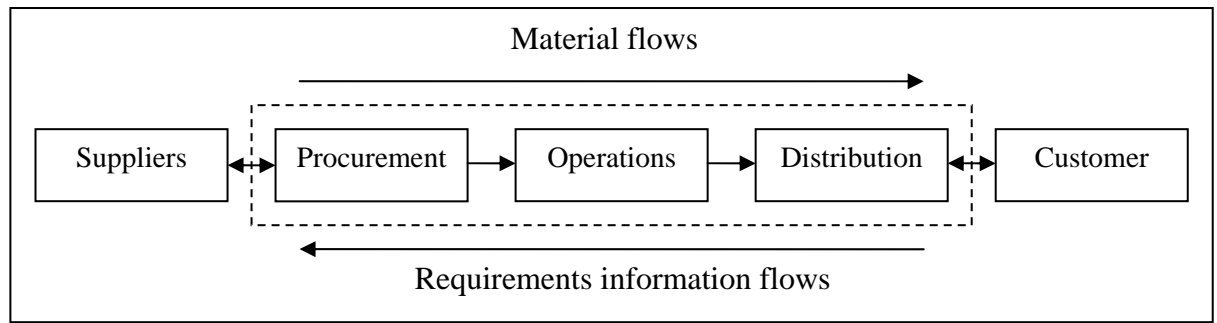 Material flows
Suppliers
Procurement
Operations
Distribution
Customer
Requirements information flows